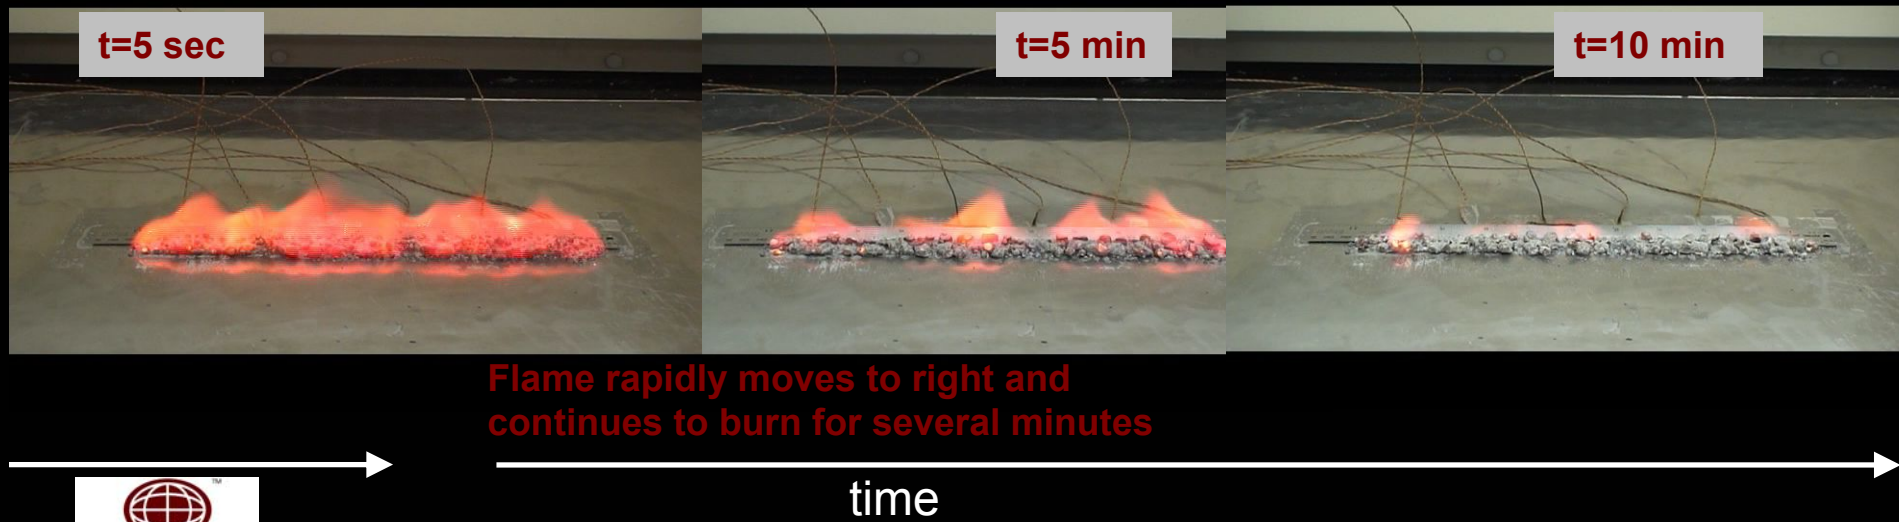 t=5 sec
t=5 min
t=10 min
Flame rapidly moves to right and
continues to burn for several minutes
time
TM